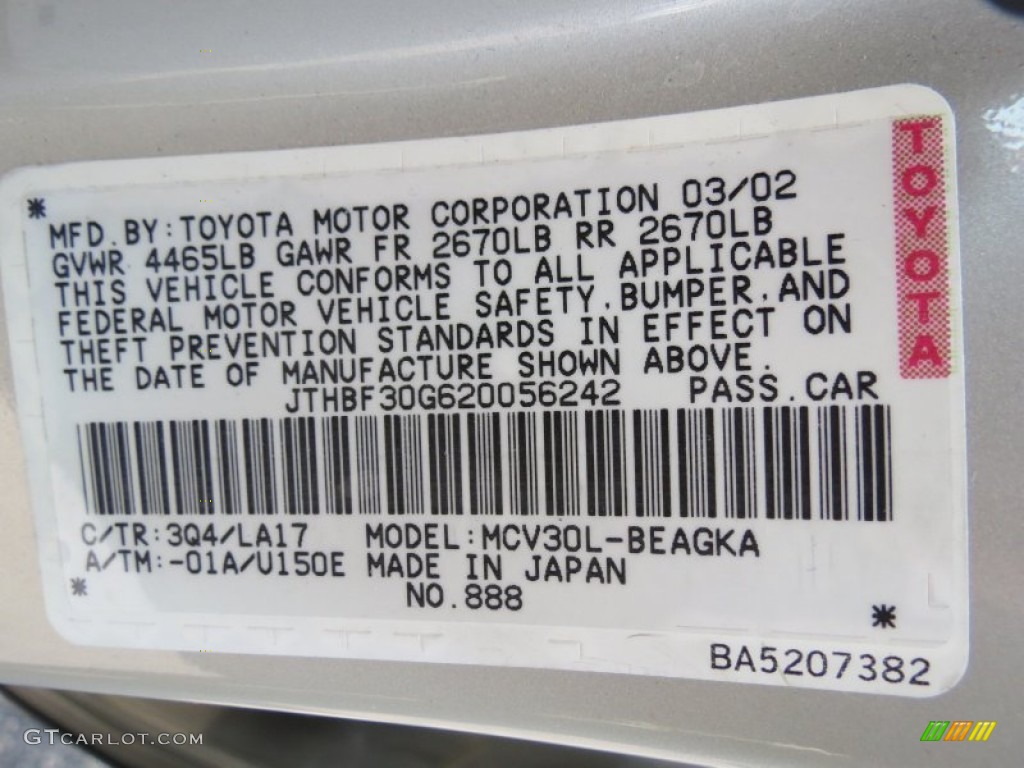 MFD. BY: TOYOTA MOTOR CORPORATION 03/02
GVWR 4465LB GAWR FR 2670LB RR 2670LB
THIS VEHICLE CONFORMS TO ALL APPLICABLE
FEDERAL MOTOR VEHICLE SAFETY, BUMPER, AND
THEFT PREVENTION STANDARDS IN EFFECT ON
THE DATE OF MANUFACTURE SHOWN ABOVE.
JTHBF30G620056242 PASS. CAR
C/TR: 3Q4/LA17 MODEL: MCV30L-BEAGKA
A/TM:-01A/U150E MADE IN JAPAN
NO. 888
BA5207382
TOYOTA
GTCARLOT.COM